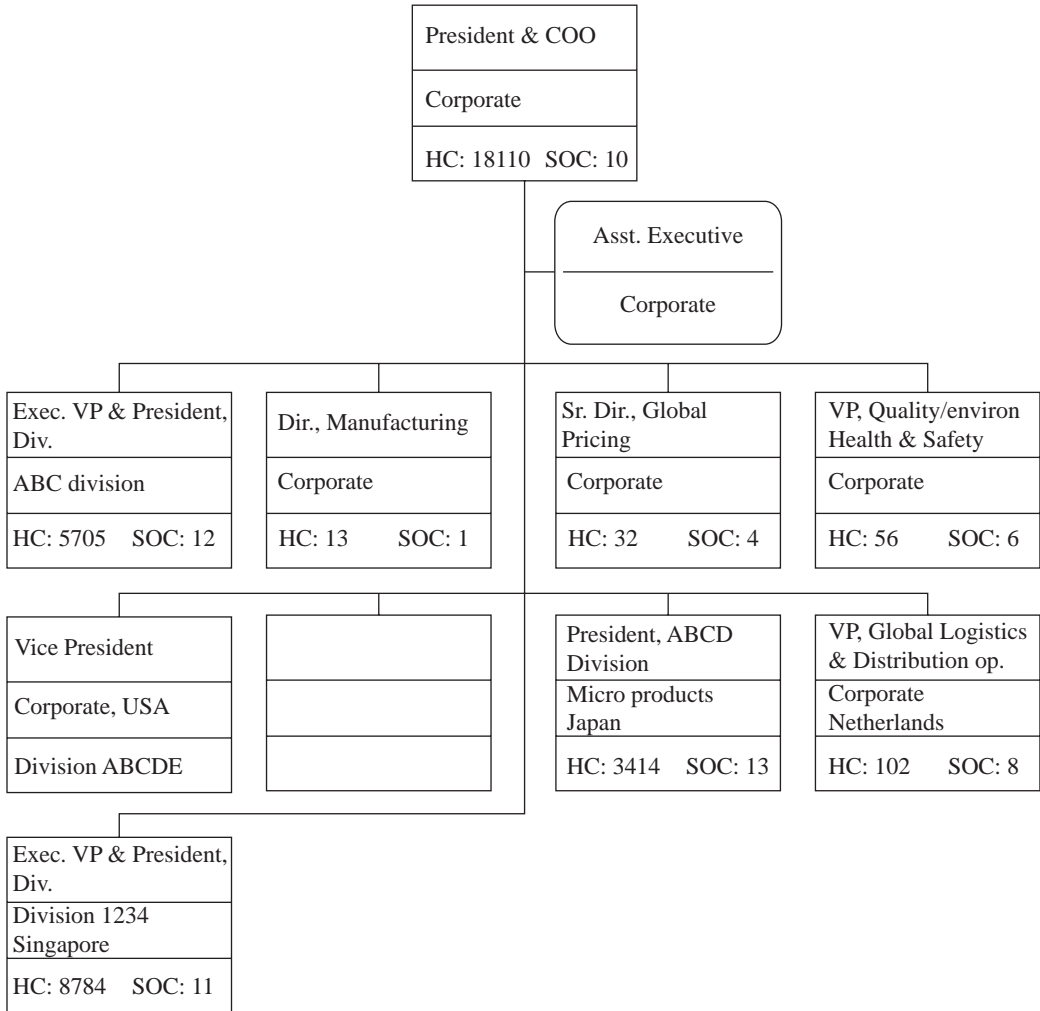 President & COO
Corporate
HC: 18110 SOC: 10
Asst. Executive
Corporate
Exec. VP & President,
Div.
ABC division
HC: 5705 SOC: 12
Dir., Manufacturing
Corporate
HC: 13 SOC: 1
Sr. Dir., Global
Pricing
Corporate
HC: 32 SOC: 4
VP, Quality/environ
Health & Safety
Corporate
HC: 56 SOC: 6
Vice President
Corporate, USA
Division ABCDE
President, ABCD
Division
Micro products
Japan
HC: 3414 SOC: 13
VP, Global Logistics
& Distribution op.
Corporate
Netherlands
HC: 102 SOC: 8
Exec. VP & President,
Div.
Division 1234
Singapore
HC: 8784 SOC: 11